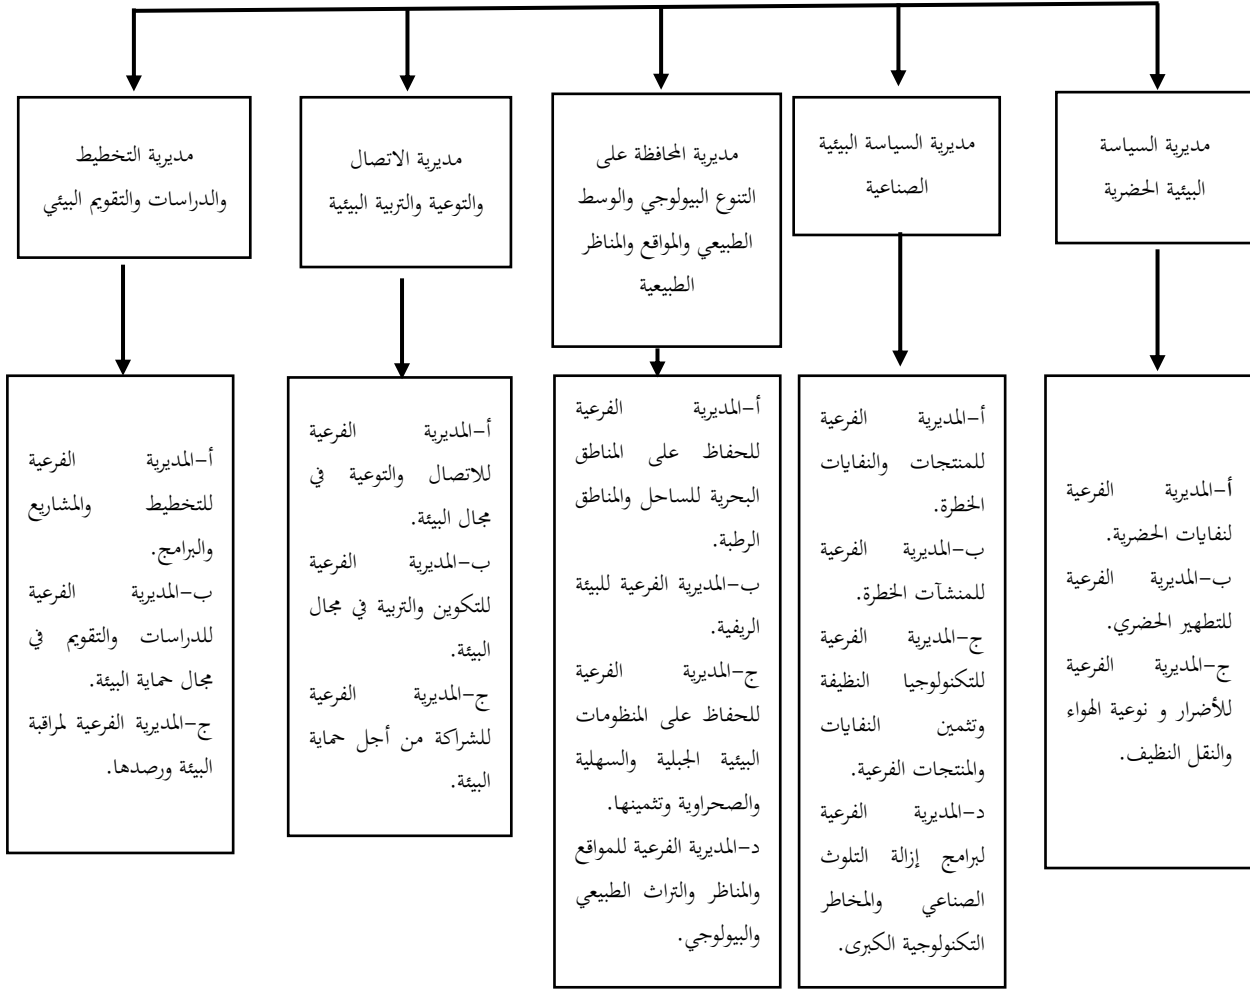 مديرية السياسة
البيئية الحضرية
مديرية السياسة البيئية
الصناعية
مديرية المحافظة على
التنوع البيولوجي والوسط
الطبيعي والمواقع والمناظر
الطبيعية
مديرية الاتصال
والتوعية والتربية البيئية
مديرية التخطيط
والدراسات والتقويم البيئي
أ–المديرية الفرعية
لنفايات الحضرية.
ب–المديرية الفرعية
للتطهير الحضري.
ج–المديرية الفرعية
للأضرار و نوعية الهواء
والنقل النظيف.
أ–المديرية الفرعية
للمنتجات والنفايات
الخطرة.
ب–المديرية الفرعية
للمنشآت الخطرة.
ج–المديرية الفرعية
للتكنولوجيا النظيفة
وتثمين النفايات
والمنتجات الفرعية.
د–المديرية الفرعية
لبرامج إزالة التلوث
الصناعي والمخاطر
التكنولوجية الكبرى.
أ–المديرية الفرعية
للحفاظ على المناطق
البحرية للساحل والمناطق
الرطبة.
ب–المديرية الفرعية للبيئة
الريفية.
ج–المديرية الفرعية
للحفاظ على المنظومات
البيئية الجبلية والسهلية
والصحراوية وتثمينها.
د–المديرية الفرعية للمواقع
والمناظر والتراث الطبيعي
والبيولوجي.
أ–المديرية الفرعية
للاتصال والتوعية في
مجال البيئة.
ب–المديرية الفرعية
للتكوين والتربية في مجال
البيئة.
ج–المديرية الفرعية
للشراكة من أجل حماية
البيئة.
أ–المديرية الفرعية
للتخطيط والمشاريع
والبرامج.
ب–المديرية الفرعية
للدراسات والتقويم في
مجال حماية البيئة.
ج–المديرية الفرعية لمراقبة
البيئة ورصدها.